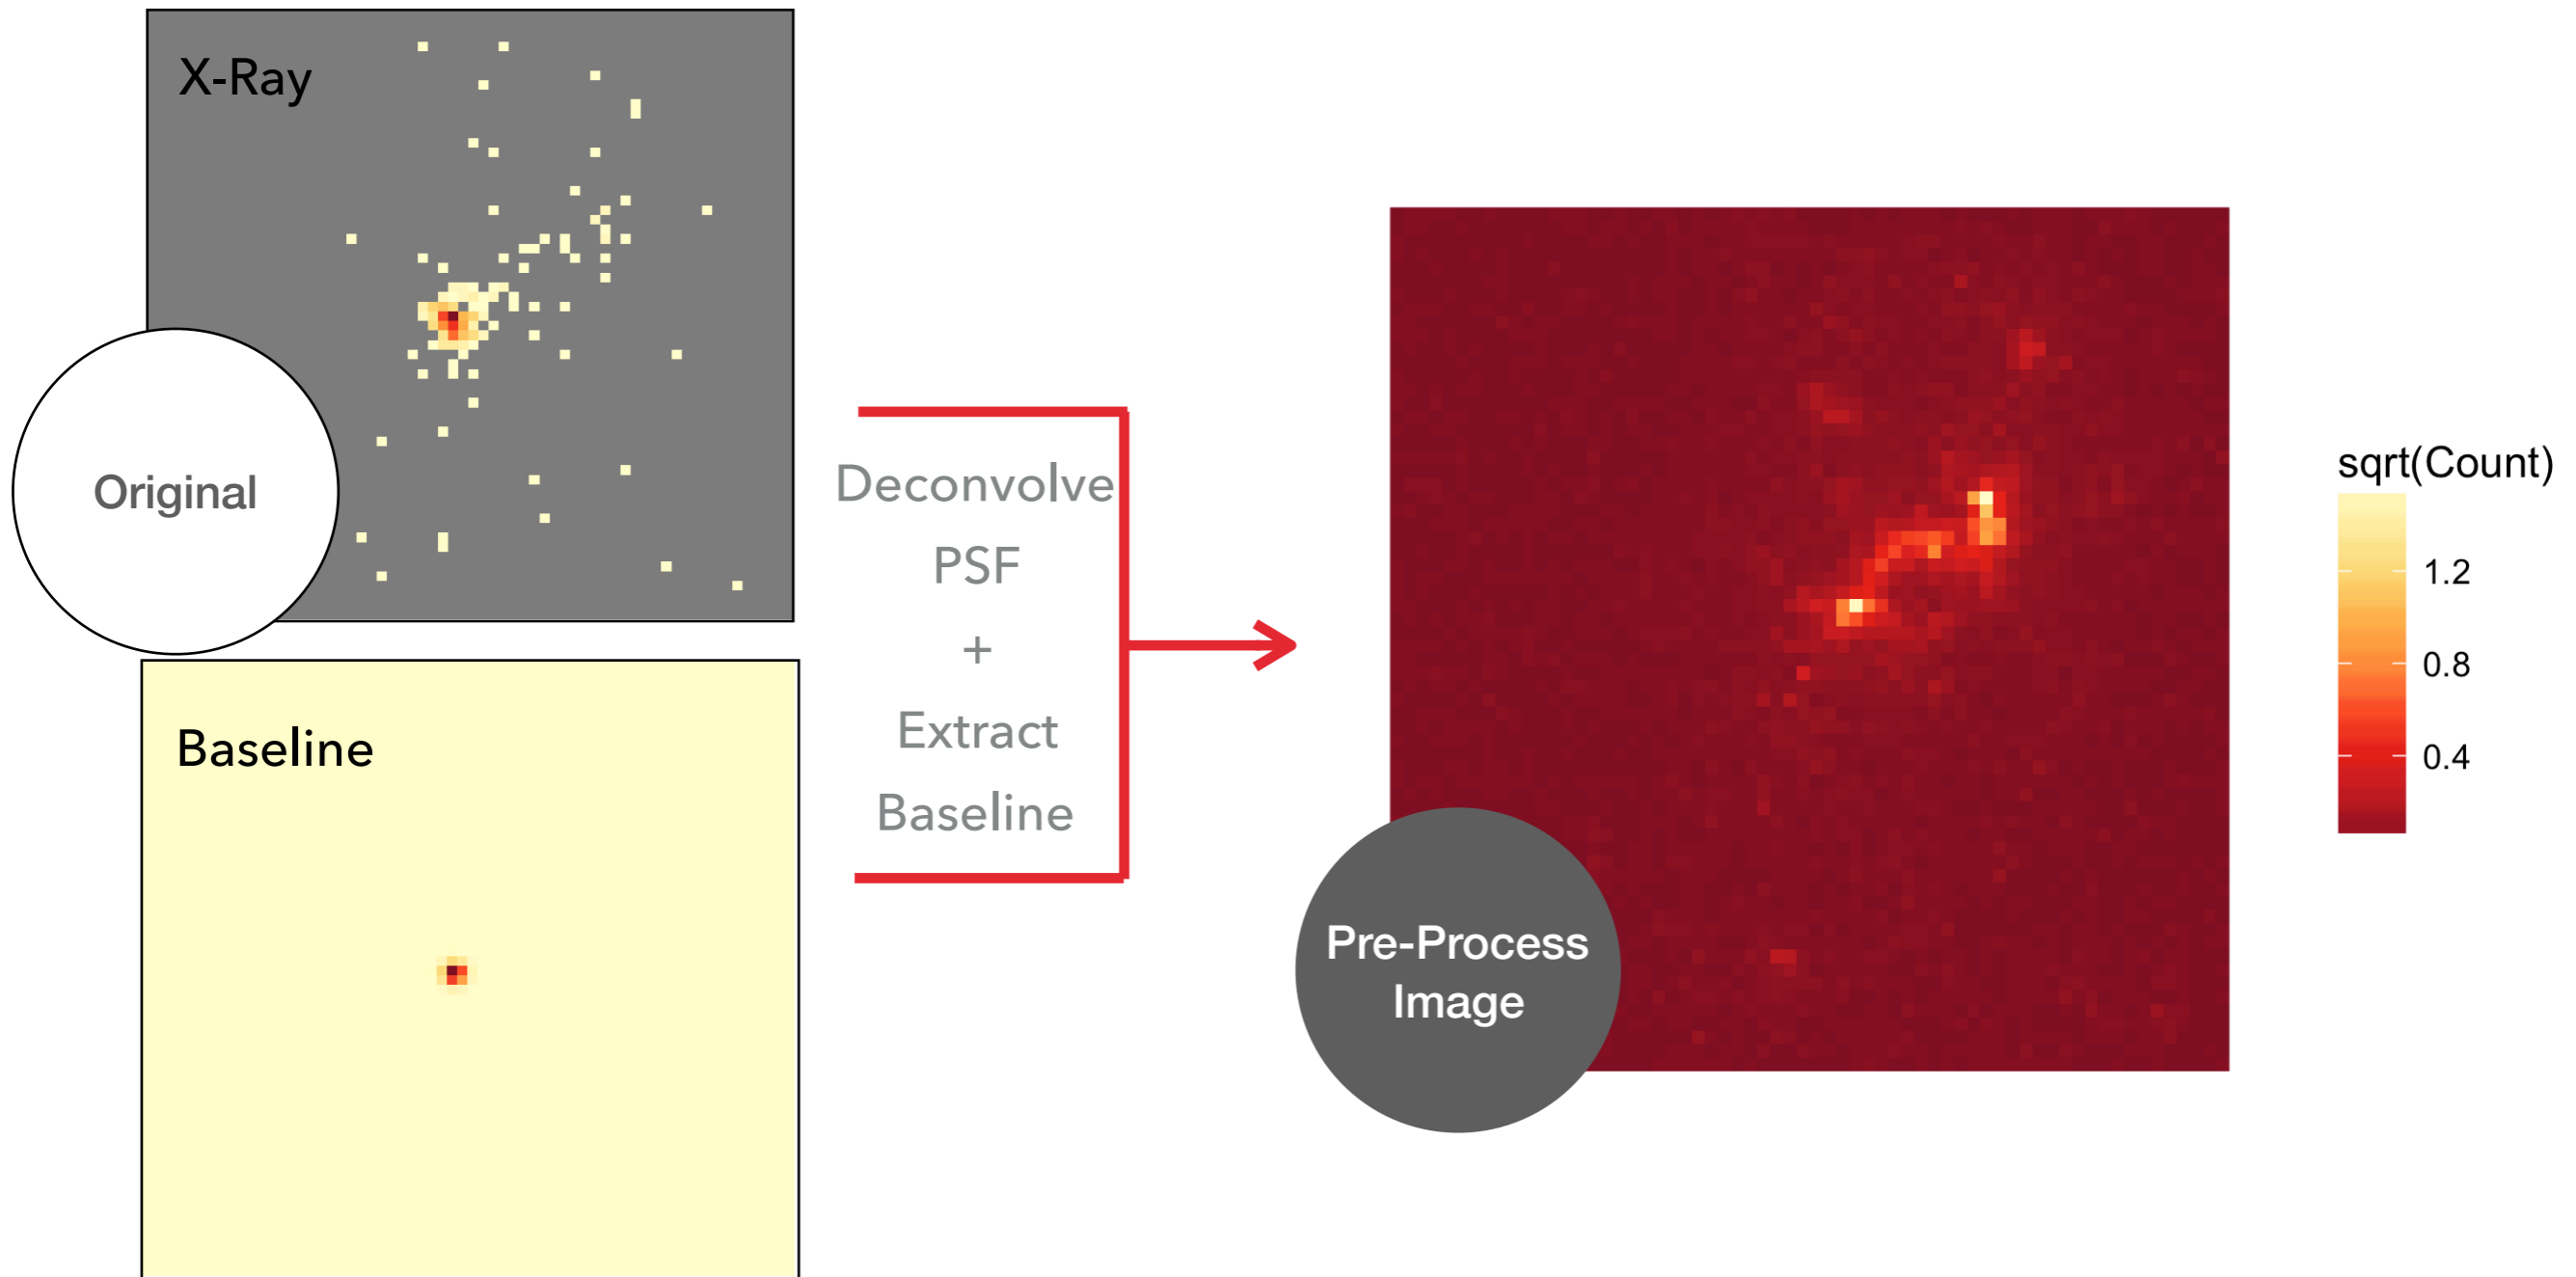 X-Ray
Original
Baseline
Deconvolve
PSF
+
Extract
Baseline
Pre-Process
Image
sqrt(Count)
1.2
0.8
0.4